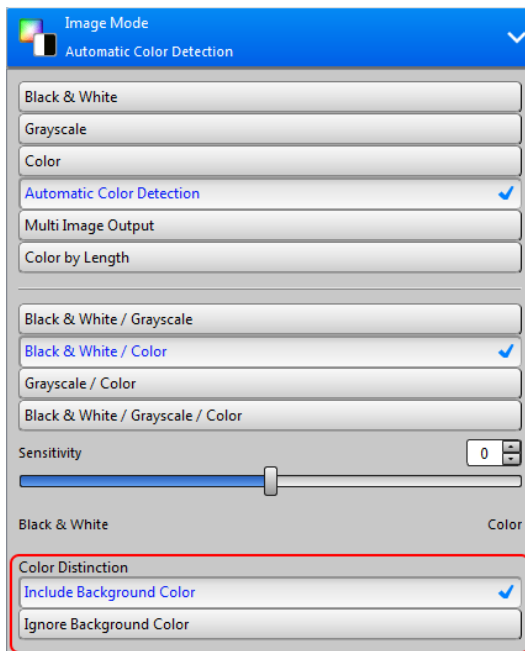 Image Mode
Automatic Color Detection
Black & White
Grayscale
Color
Automatic Color Detection
Multi Image Output
Color by Length
Black & White / Grayscale
Black & White / Color
Grayscale / Color
Black & White / Grayscale / Color
Sensitivity 0
Black & White Color
Color Distinction
Include Background Color
Ignore Background Color